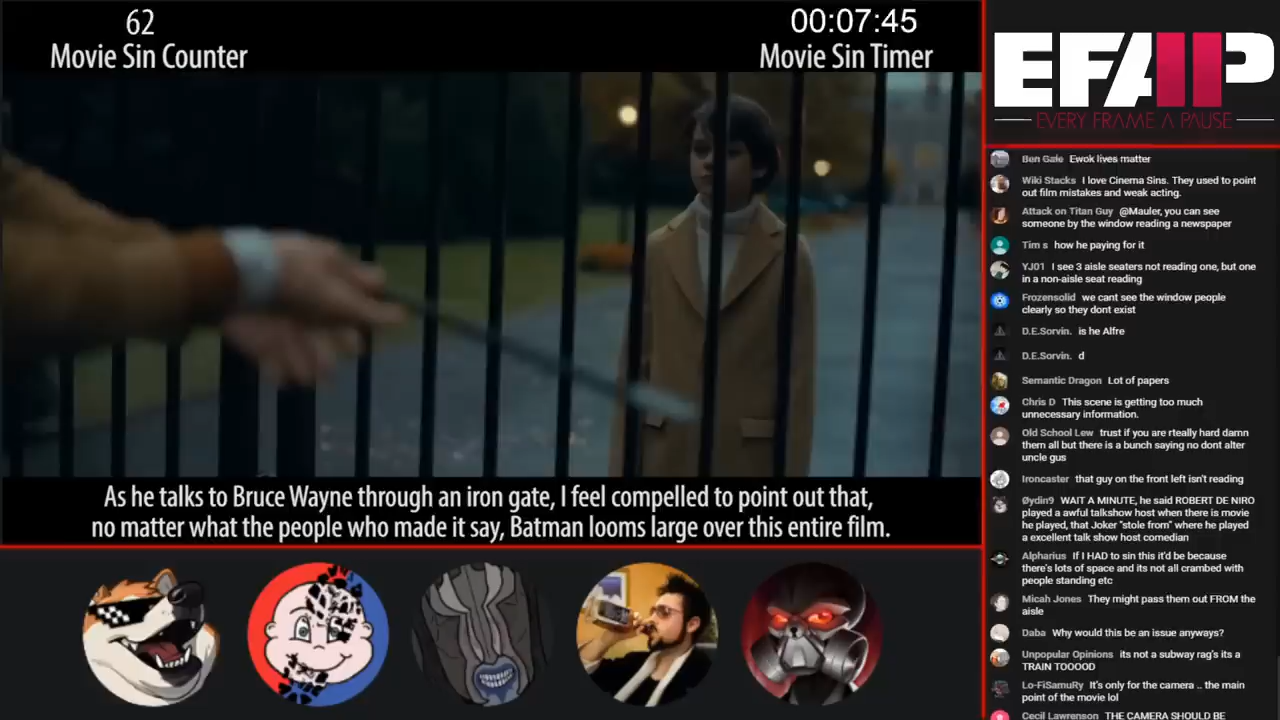 62
Movie Sin Counter
00:07:45
Movie Sin Timer
As he talks to Bruce Wayne through an iron gate, I feel compelled to point out that,
no matter what the people who made it say, Batman looms large over this entire film.
EFAP
EVERY FRAME A PAUSE
Ben Gale Ewok lives matter
Wiki Stacks I love Cinema Sins. They used to point
out film mistakes and weak acting.
Attack on Titan Guy @Mauler, you can see
someone by the window reading a newspaper
Tim s how he paying for it
YJ01 I see 3 aisle seaters not reading one, but one
in a non-aisle seat reading
Frozensolid we cant see the window people
clearly so they dont exist
D.E.Sorvin. is he Alfre
D.E.Sorvin. d
Semantic Dragon Lot of papers
Chris D This scene is getting too much
unnecessary information.
Old School Lew trust if you are rteally hard damn
them all but there is a bunch saying no dont alter
uncle gus
Ironcaster that guy on the front left isn't reading
Øydin9 WAIT A MINUTE, he said ROBERT DE NIRO
played a awful talkshow host when there is movie
he played, that Joker "stole from" where he played
a excellent talk show host comedian
Alpharius If I HAD to sin this it'd be because
there's lots of space and its not all crambed with
people standing etc
Micah Jones They might pass them out FROM the
aisle
Daba Why would this be an issue anyways?
Unpopular Opinions its not a subway rag's its a
TRAIN TOOOOD
Lo-FiSamuRy It's only for the camera .. the main
point of the movie lol
Cecil Lawrenson THE CAMERA SHOULD BE